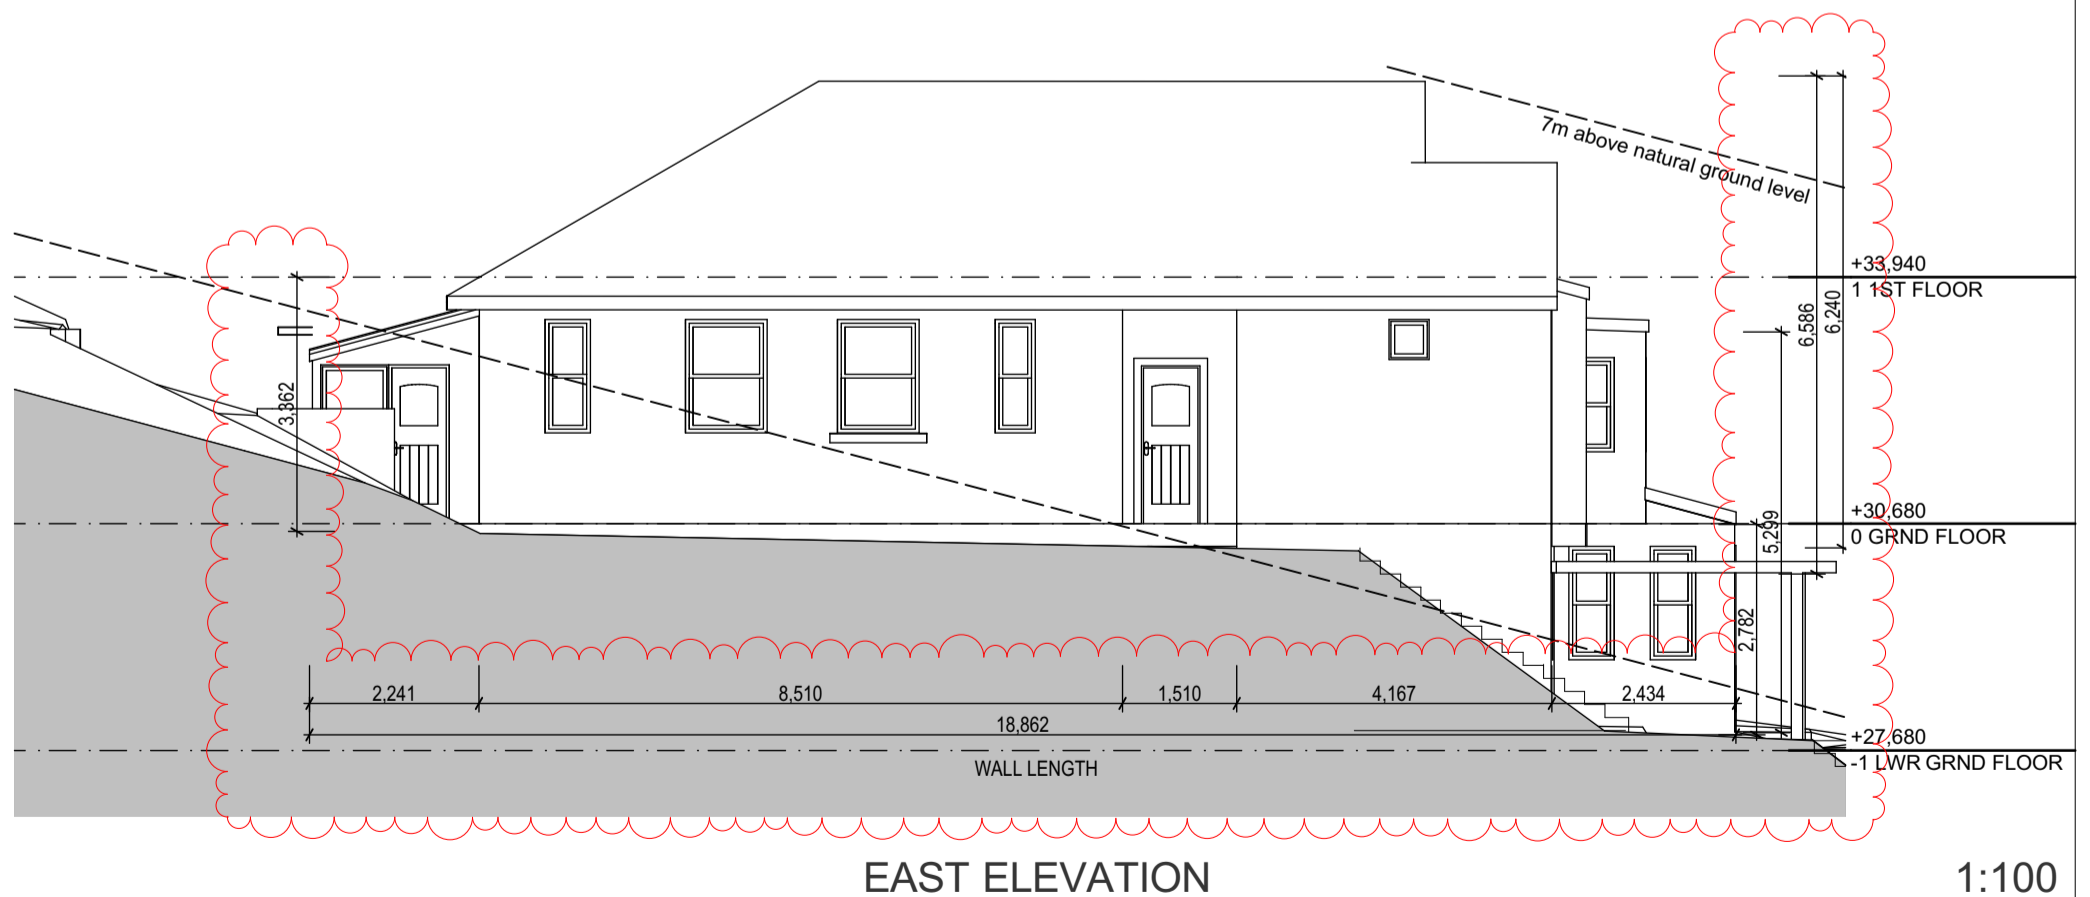 7m above natural ground level
+33,940
1 1ST FLOOR
6,586
6,240
3,362
+30,680
0 GRND FLOOR
5,299
2,782
2,241
8,510
1,510
4,167
2,434
18,862
+27,680
-1 LWR GRND FLOOR
WALL LENGTH
EAST ELEVATION
1:100